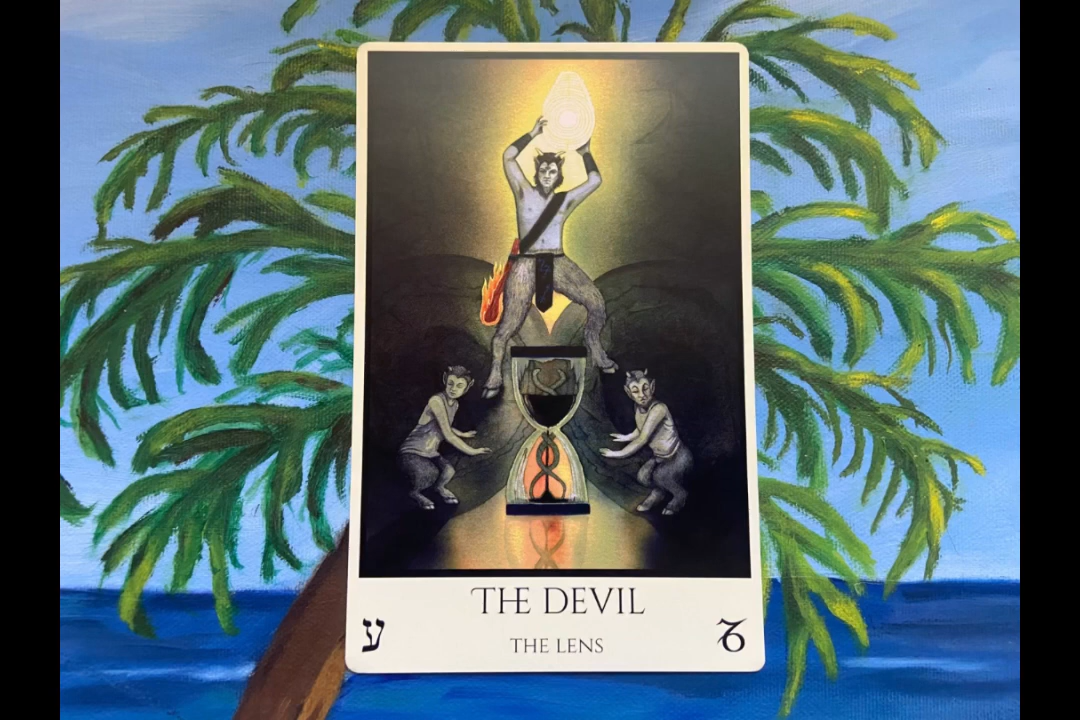 THE DEVIL
THE LENS
ע
♑